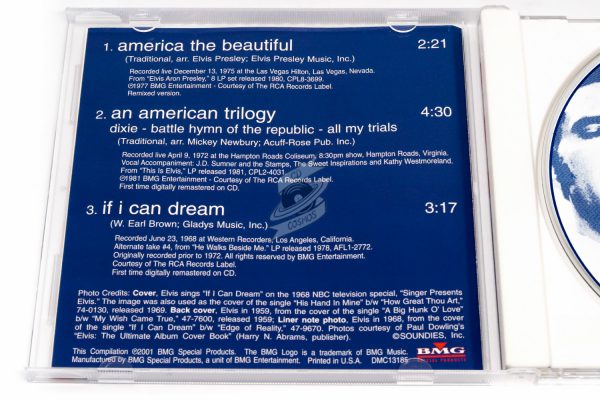 1. america the beautiful 2:21
(Traditional, arr. Elvis Presley; Elvis Presley Music, Inc.)
Recorded live December 13, 1975 at the Las Vegas Hilton, Las Vegas, Nevada.
From "Elvis Aron Presley," 8 LP set released 1980, CPL8-3699.
©1977 BMG Entertainment - Courtesy of The RCA Records Label.
Remixed version.
2. an american trilogy 4:30
dixie - battle hymn of the republic - all my trials
(Traditional, arr. Mickey Newbury; Acuff-Rose Pub. Inc.)
Recorded live April 9, 1972 at the Hampton Roads Coliseum, 8:30pm show, Hampton Roads, Virginia.
Vocal Accompaniment: J.D. Sumner and the Stamps, The Sweet Inspirations and Kathy Westmoreland.
From "This Is Elvis," LP released 1981, CPL2-4031
©1981 BMG Entertainment - Courtesy of The RCA Records Label.
First time digitally remastered on CD.
3. if i can dream 3:17
(W. Earl Brown; Gladys Music, Inc.)
Recorded June 23, 1968 at Western Recorders, Los Angeles, California.
Alternate take #4, from "He Walks Beside Me," LP released 1978, AFL1-2772.
Originally recorded prior to 1972. All rights reserved by BMG Entertainment.
Courtesy of The RCA Records Label.
First time digitally remastered on CD.
COSMOS
Photo Credits: Cover, Elvis sings "If I Can Dream" on the 1968 NBC television special, "Singer Presents
Elvis." The image was also used as the cover of the single "His Hand In Mine" b/w "How Great Thou Art,"
74-0130, released 1969. Back cover, Elvis in 1959, from the cover of the single "A Big Hunk O' Love"
b/w "My Wish Came True," 47-7600, released 1959; Liner note photo, Elvis in 1968, from the cover
of the single "If I Can Dream" b/w "Edge of Reality," 47-9670. Photos courtesy of Paul Dowling's
"Elvis: The Ultimate Album Cover Book" (Harry N. Abrams, publisher). ©SOUNDIES, Inc.
This Compilation ©2001 BMG Special Products. The BMG Logo is a trademark of BMG Music.
Manufactured by BMG Special Products, a unit of BMG Entertainment. Printed in U.S.A. DMC13185
BMG
SPECIAL PRODUCTS